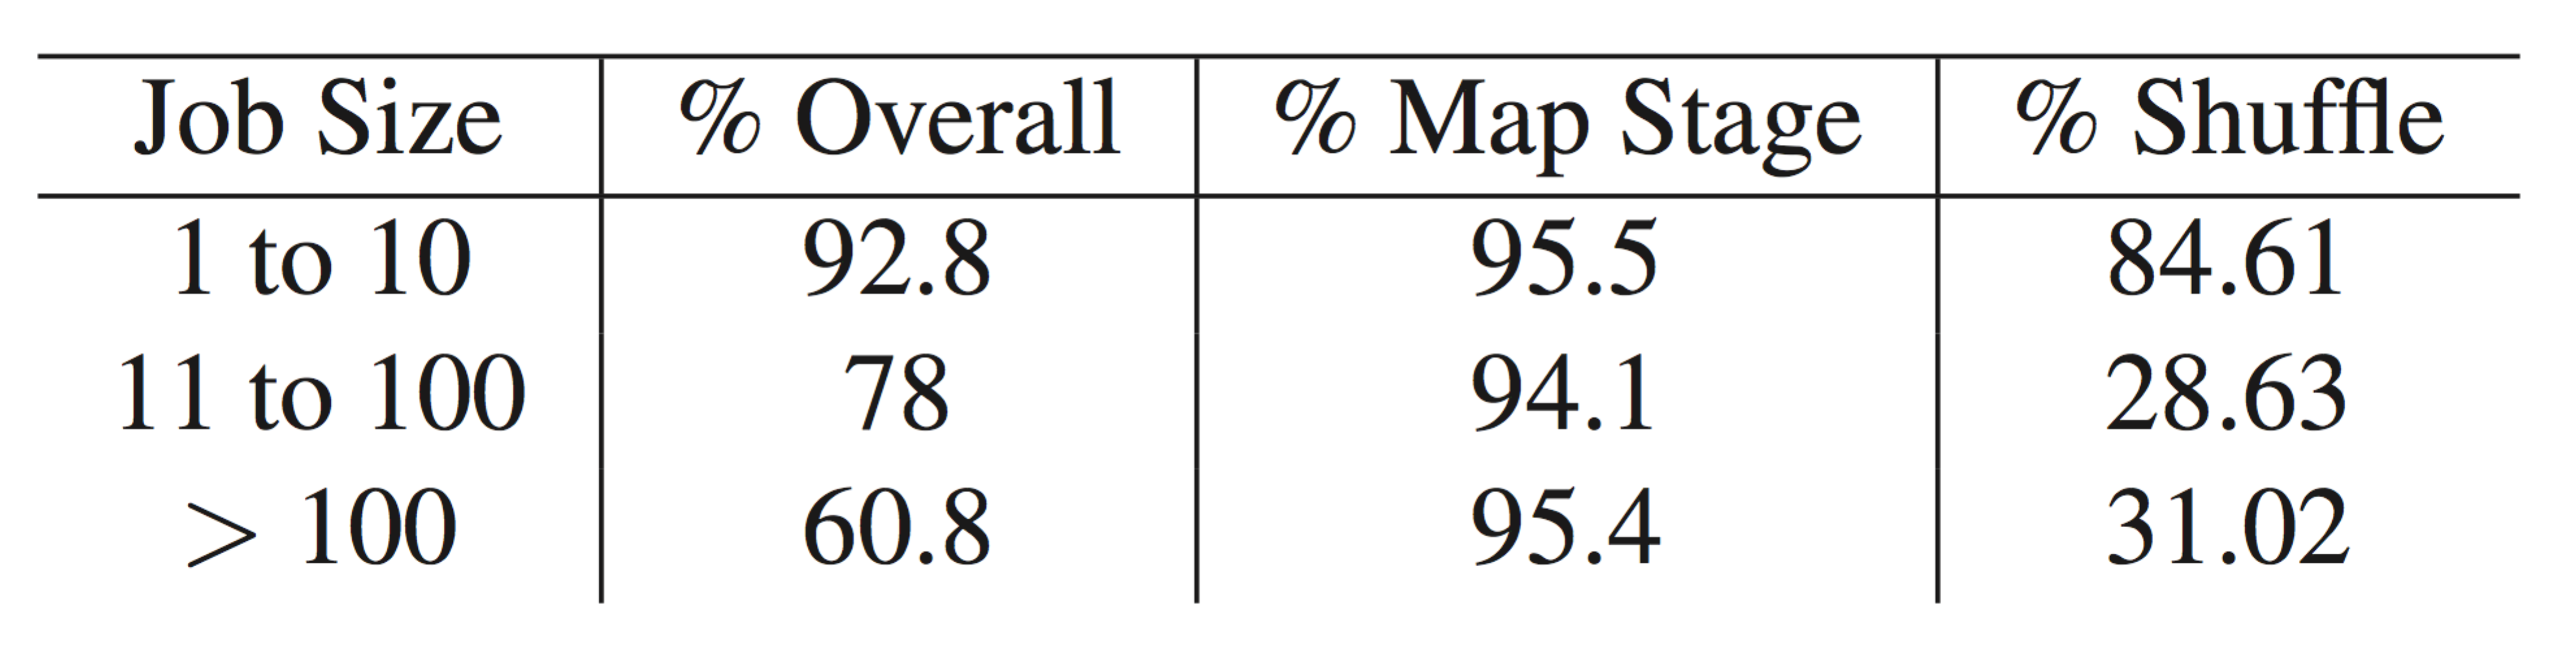 Job Size % Overall % Map Stage % Shuffle
1 to 10 92.8 95.5 84.61
11 to 100 78 94.1 28.63
> 100 60.8 95.4 31.02